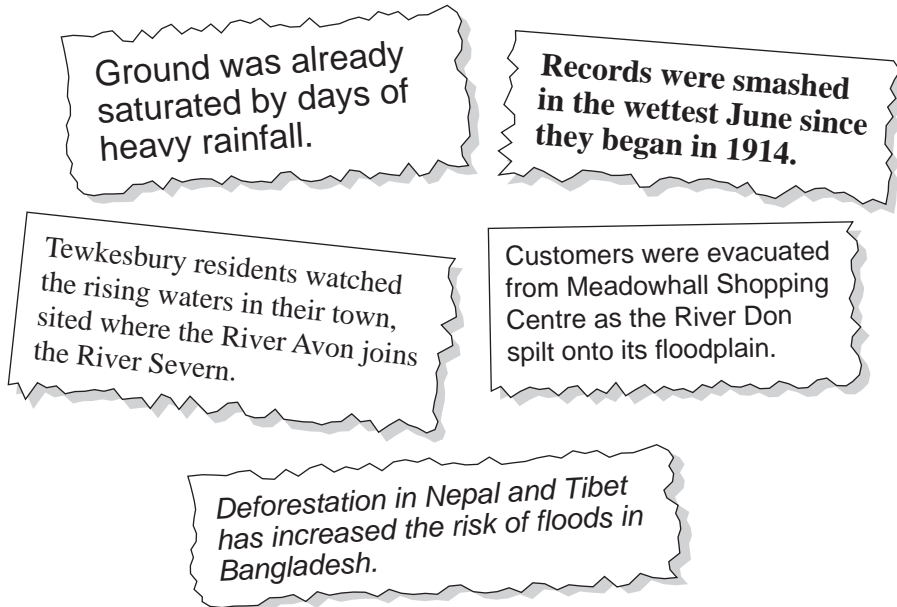 Ground was already
saturated by days of
heavy rainfall.
Records were smashed
in the wettest June since
they began in 1914.
Tewkesbury residents watched
the rising waters in their town,
sited where the River Avon joins
the River Severn.
Customers were evacuated
from Meadowhall Shopping
Centre as the River Don
spilt onto its floodplain.
Deforestation in Nepal and Tibet
has increased the risk of floods in
Bangladesh.